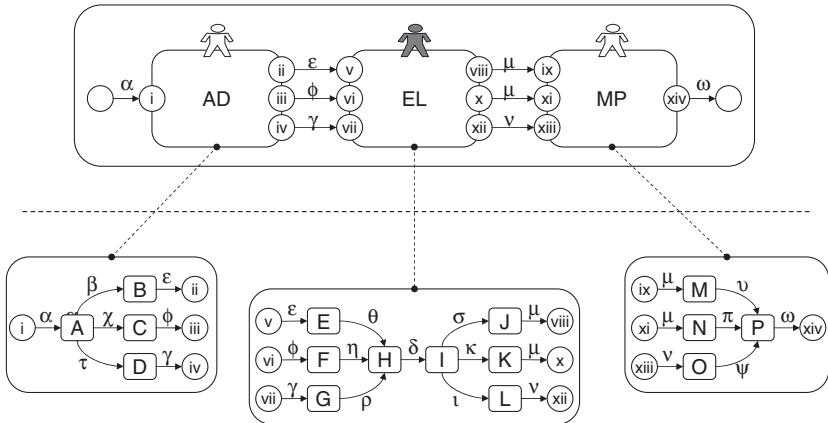 ii ε v viii μ ix
α i AD iii φ vi EL x μ xi MP xiv ω
iv γ vii xii ν xiii
β B ε ii
i α A χ C φ iii
τ D γ iv
v ε E θ σ J μ viii
vi φ F η H δ I κ K μ x
vii γ G ρ ι L ν xii
ix μ M υ
xi μ N π P ω xiv
xiii ν O ψ